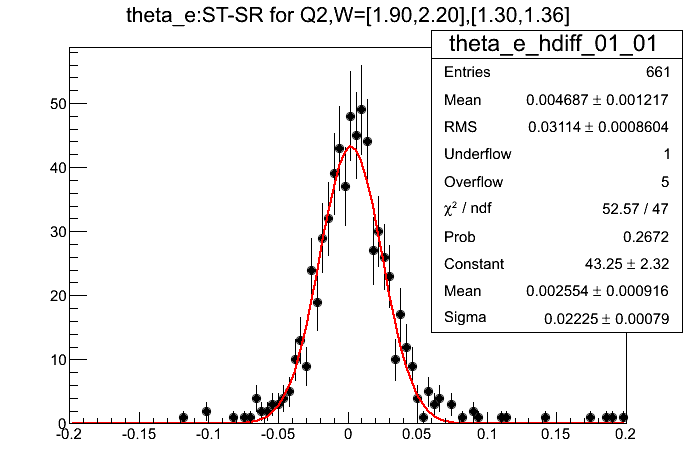 theta_e:ST-SR for Q2,W=[1.90,2.20],[1.30,1.36]
theta_e_hdiff_01_01
Entries 661
Mean 0.004687 ± 0.001217
RMS 0.03114 ± 0.0008604
Underflow 1
Overflow 5
χ² / ndf 52.57 / 47
Prob 0.2672
Constant 43.25 ± 2.32
Mean 0.002554 ± 0.000916
Sigma 0.02225 ± 0.00079
50
40
30
20
10
0
-0.2 -0.15 -0.1 -0.05 0 0.05 0.1 0.15 0.2